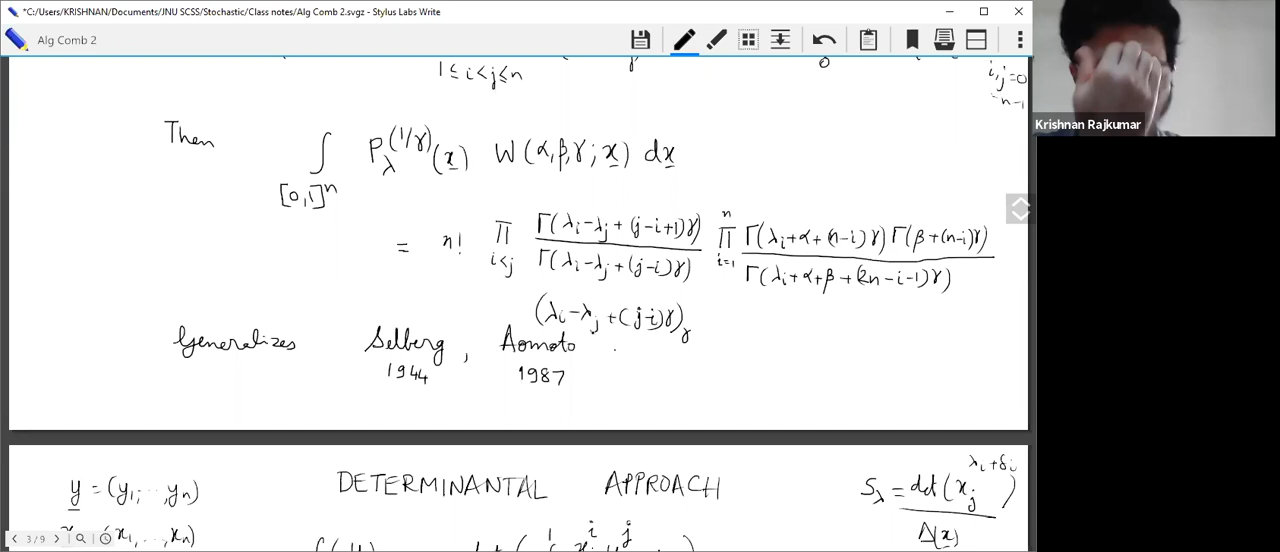 *C:/Users/KRISHNAN/Documents/JNU SCSS/Stochastic/Class notes/Alg Comb 2.svgz - Stylus Labs Write
Alg Comb 2
Krishnan Rajkumar
1 ≤ i < j ≤ n
i, j = 0
Then ∫_{[0,1]^n} P_λ^{(1/γ)}(x) W(α, β, γ; x) dx
= n! ∏_{i<j} Γ(λ_i - λ_j + (j-i+1)γ) / Γ(λ_i - λ_j + (j-i)γ) ∏_{i=1}^{n} Γ(λ_i + α + (n-i)γ) Γ(β + (n-i)γ) / Γ(λ_i + α + β + (2n-i-1)γ)
(λ_i - λ_j + (j-i)γ)_γ
Generalizes Selberg, Aomoto
1944 1987
y = (y_1, ..., y_n) DETERMINANTAL APPROACH S_λ = det(x_j^{λ_i + δ_i}) / Δ(x)
(x_1, ..., x_n)
3 / 9